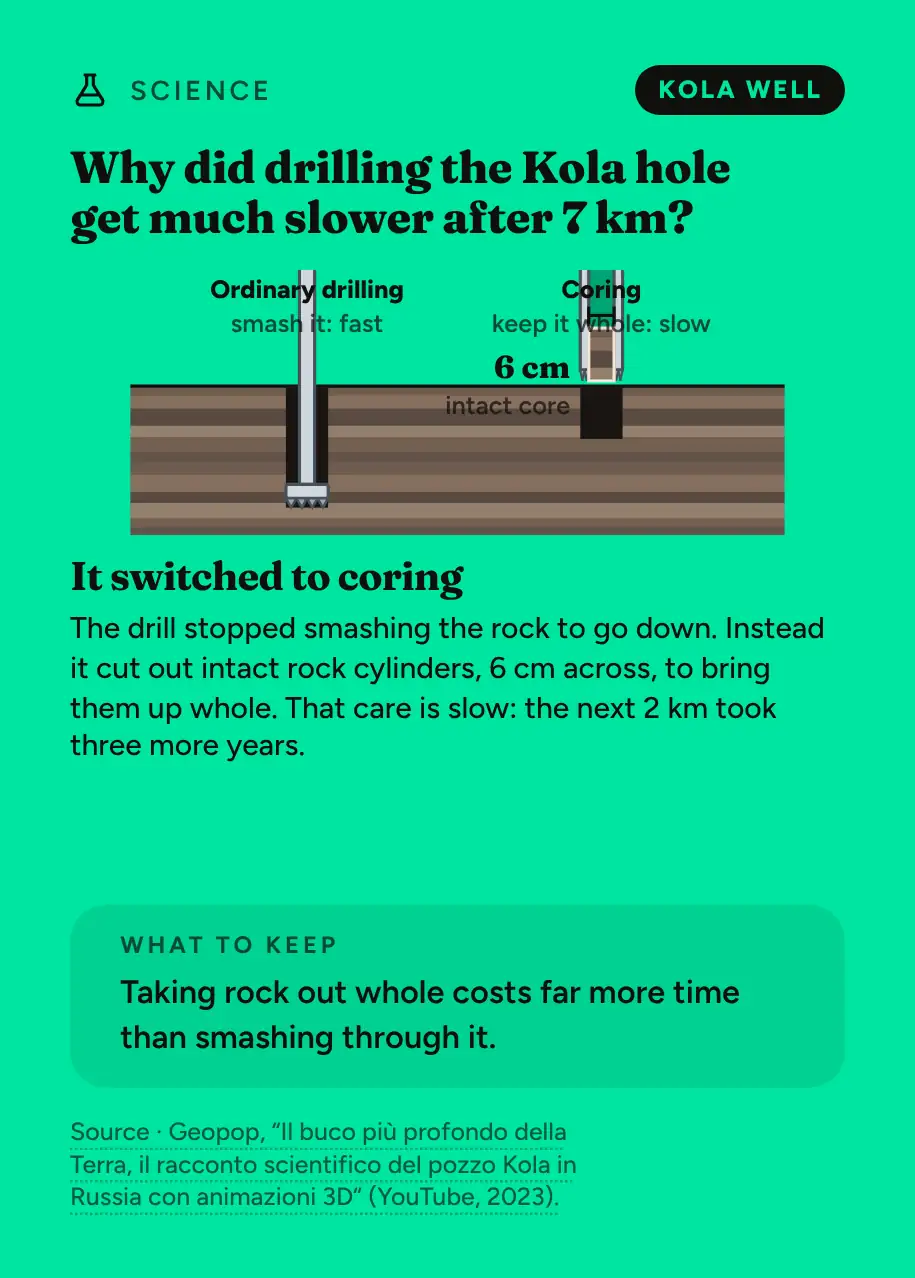 SCIENCE
KOLA WELL
Why did drilling the Kola hole
get much slower after 7 km?
Ordinary drilling
smash it: fast
Coring
keep it whole: slow
6 cm
intact core
It switched to coring
The drill stopped smashing the rock to go down. Instead
it cut out intact rock cylinders, 6 cm across, to bring
them up whole. That care is slow: the next 2 km took
three more years.
WHAT TO KEEP
Taking rock out whole costs far more time
than smashing through it.
Source · Geopop, “Il buco più profondo della
Terra, il racconto scientifico del pozzo Kola in
Russia con animazioni 3D” (YouTube, 2023).